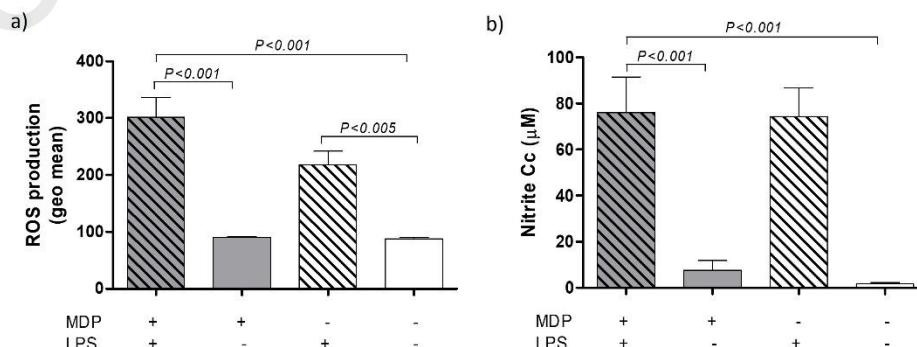 a)
P<0.001
P<0.001
P<0.005
400
300
200
100
0
ROS production
(geo mean)
MDP + + - -
LPS + - + -
b)
P<0.001
P<0.001
100
80
60
40
20
0
Nitrite Cc (μM)
MDP + + - -
LPS + - + -